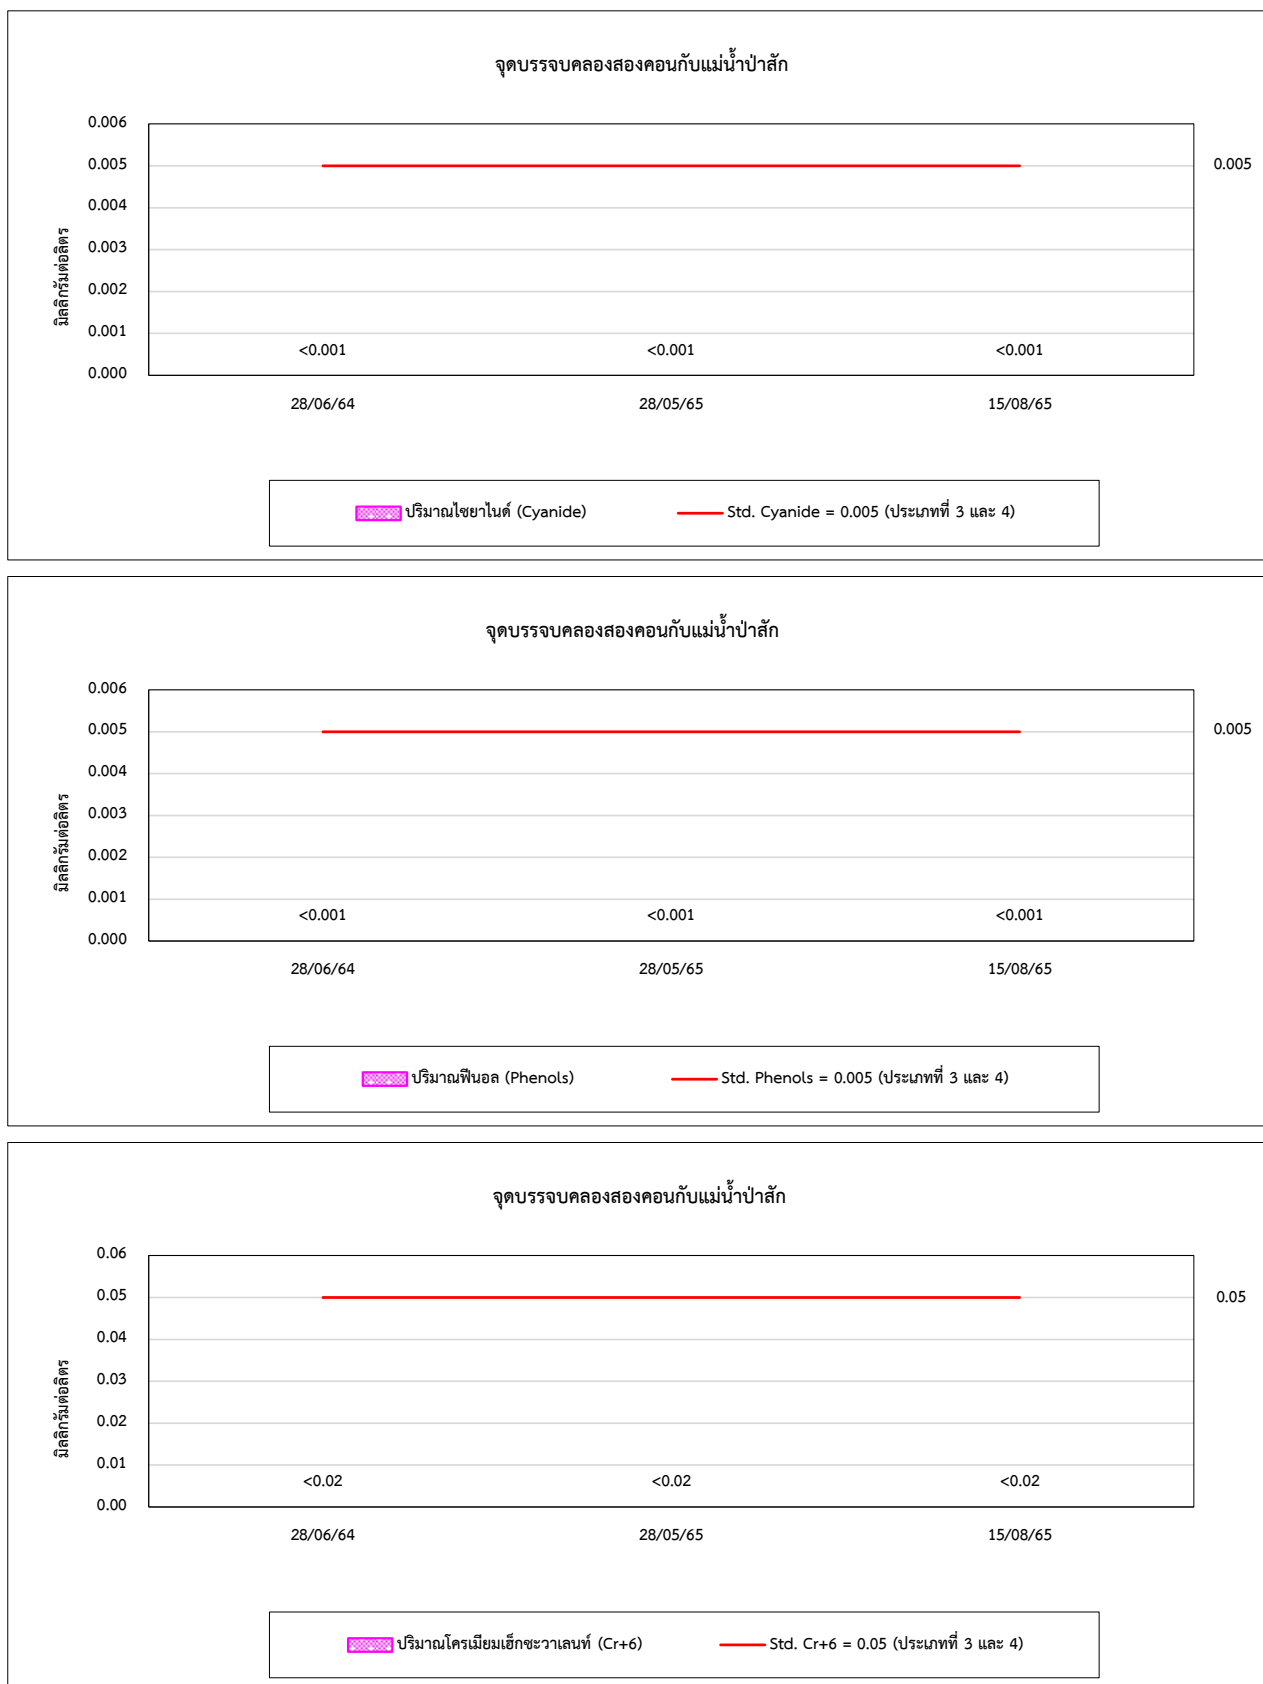 จุดบรรจบคลองสองคอนกับแม่น้ำป่าสัก
0.006
0.005
0.004
0.003
0.002
0.001
0.000
มิลลิกรัมต่อลิตร
0.005
<0.001 <0.001 <0.001
28/06/64 28/05/65 15/08/65
ปริมาณไซยาไนด์ (Cyanide) Std. Cyanide = 0.005 (ประเภทที่ 3 และ 4)
จุดบรรจบคลองสองคอนกับแม่น้ำป่าสัก
0.006
0.005
0.004
0.003
0.002
0.001
0.000
มิลลิกรัมต่อลิตร
0.005
<0.001 <0.001 <0.001
28/06/64 28/05/65 15/08/65
ปริมาณฟีนอล (Phenols) Std. Phenols = 0.005 (ประเภทที่ 3 และ 4)
จุดบรรจบคลองสองคอนกับแม่น้ำป่าสัก
0.06
0.05
0.04
0.03
0.02
0.01
0.00
มิลลิกรัมต่อลิตร
0.05
<0.02 <0.02 <0.02
28/06/64 28/05/65 15/08/65
ปริมาณโครเมียมเฮ็กซะวาเลนท์ (Cr+6) Std. Cr+6 = 0.05 (ประเภทที่ 3 และ 4)